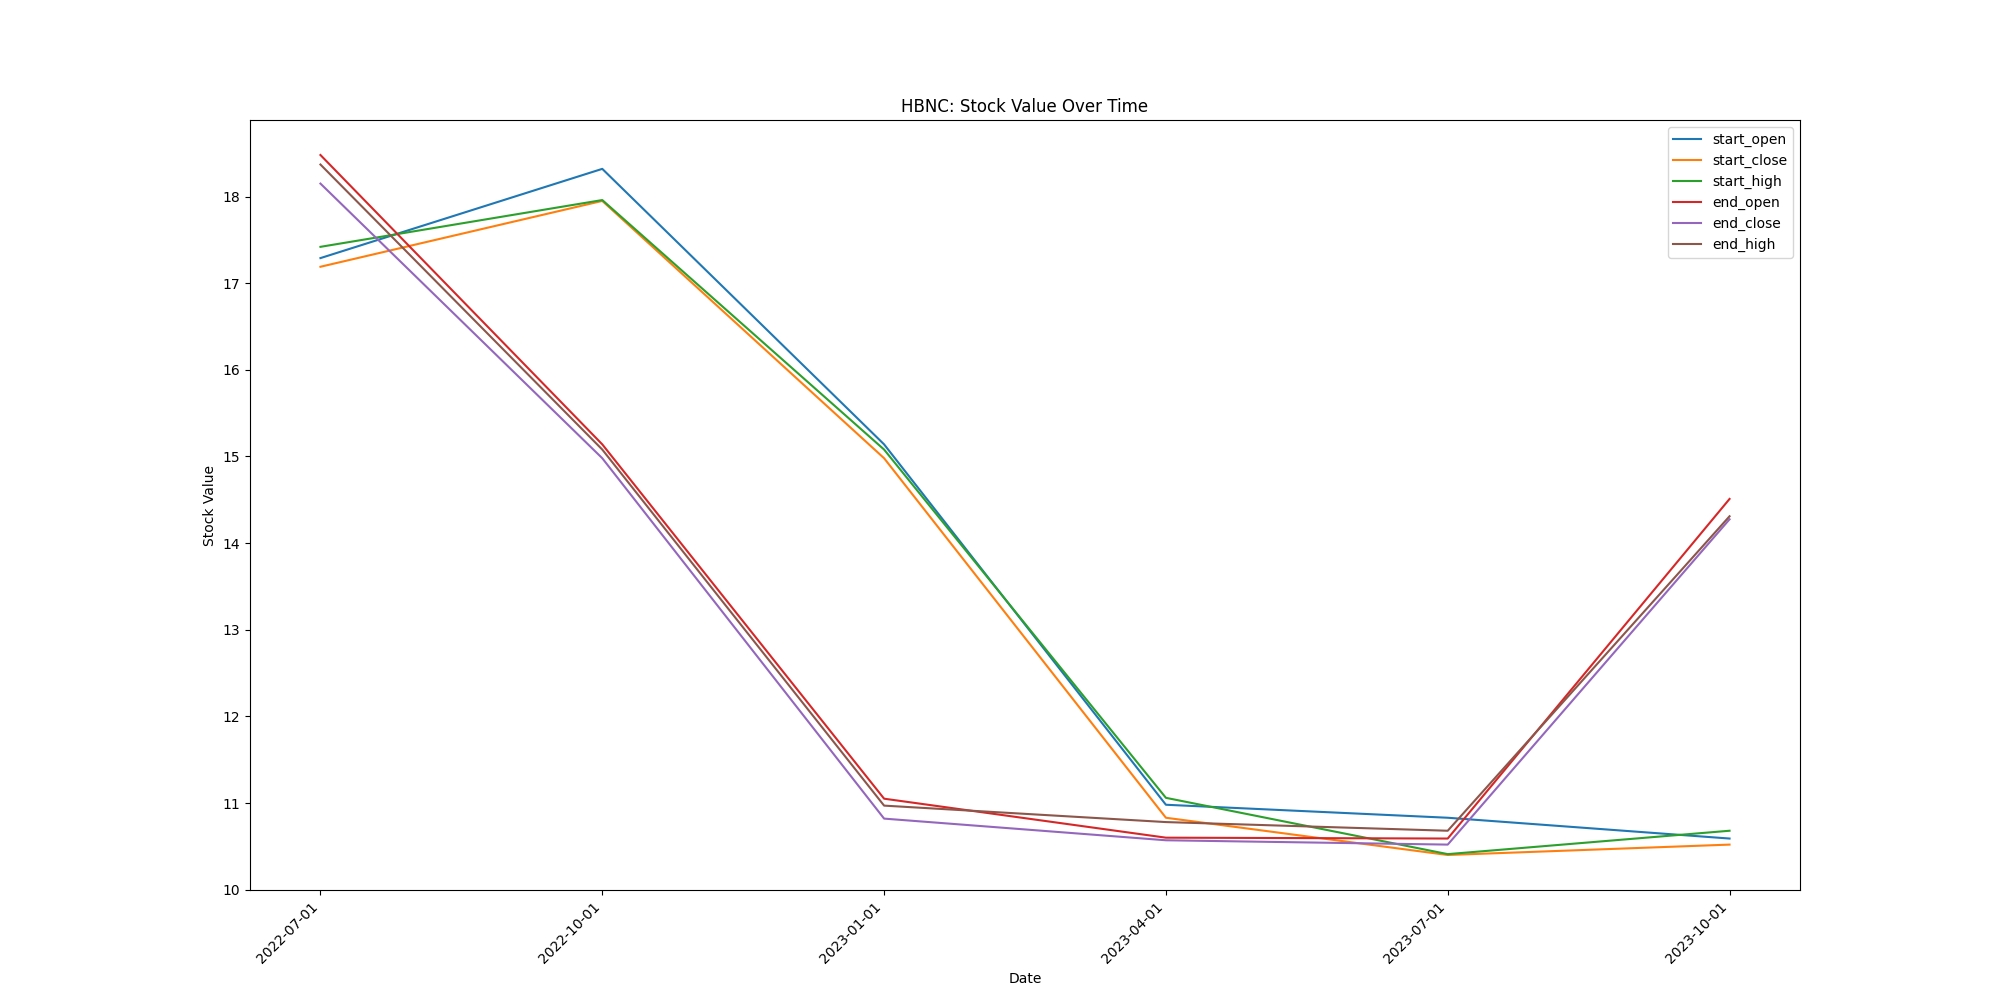 HBNC: Stock Value Over Time
start_open
start_close
start_high
end_open
end_close
end_high
Stock Value
18
17
16
15
14
13
12
11
10
2022-07-01
2022-10-01
2023-01-01
2023-04-01
2023-07-01
2023-10-01
Date